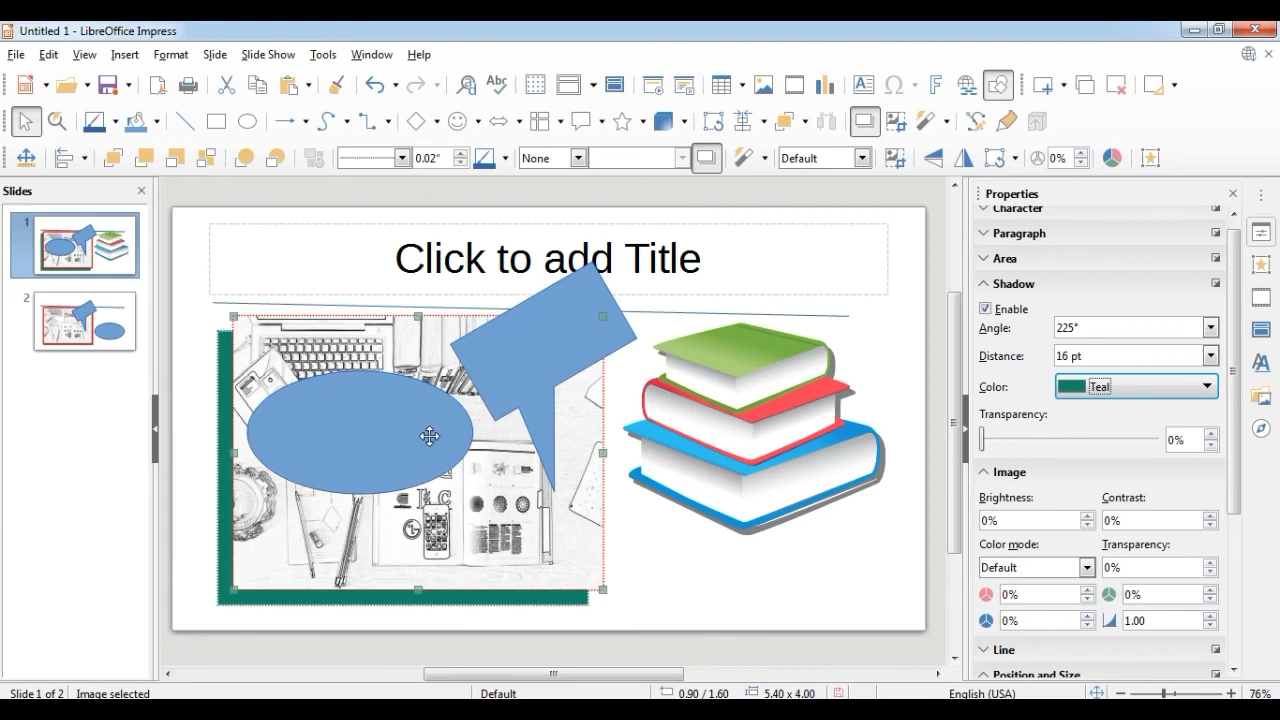 Untitled 1 - LibreOffice Impress
File Edit View Insert Format Slide Slide Show Tools Window Help
0.02" None Default 0%
Slides
1
2
Click to add Title
Properties
Character
Paragraph
Area
Shadow
Enable
Angle: 225°
Distance: 16 pt
Color: Teal
Transparency:
0%
Image
Brightness: Contrast:
0% 0%
Color mode: Transparency:
Default 0%
0% 0%
0% 1.00
Line
Position and Size
Slide 1 of 2 Image selected Default 0.90 / 1.60 5.40 x 4.00 English (USA) 76%